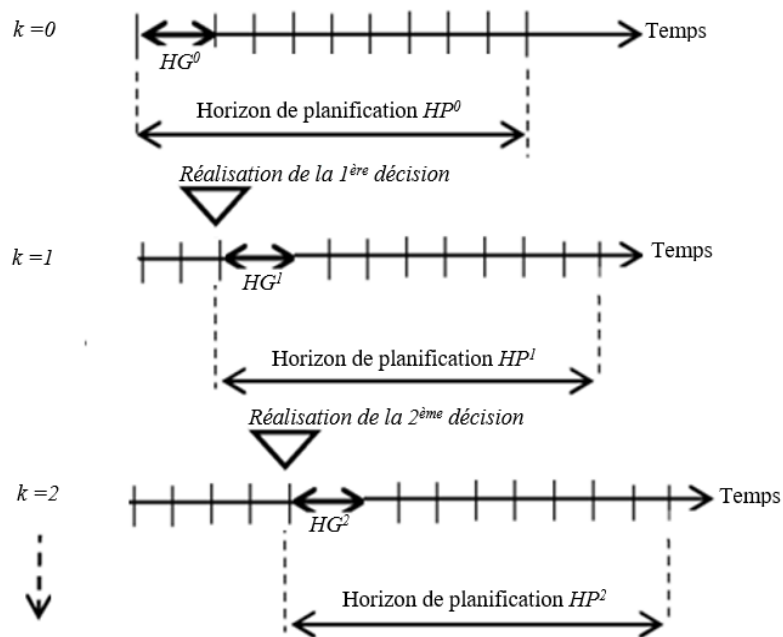 k =0
Temps
HG⁰
Horizon de planification HP⁰
Réalisation de la 1ère décision
k =1
Temps
HG¹
Horizon de planification HP¹
Réalisation de la 2ème décision
k =2
Temps
HG²
Horizon de planification HP²